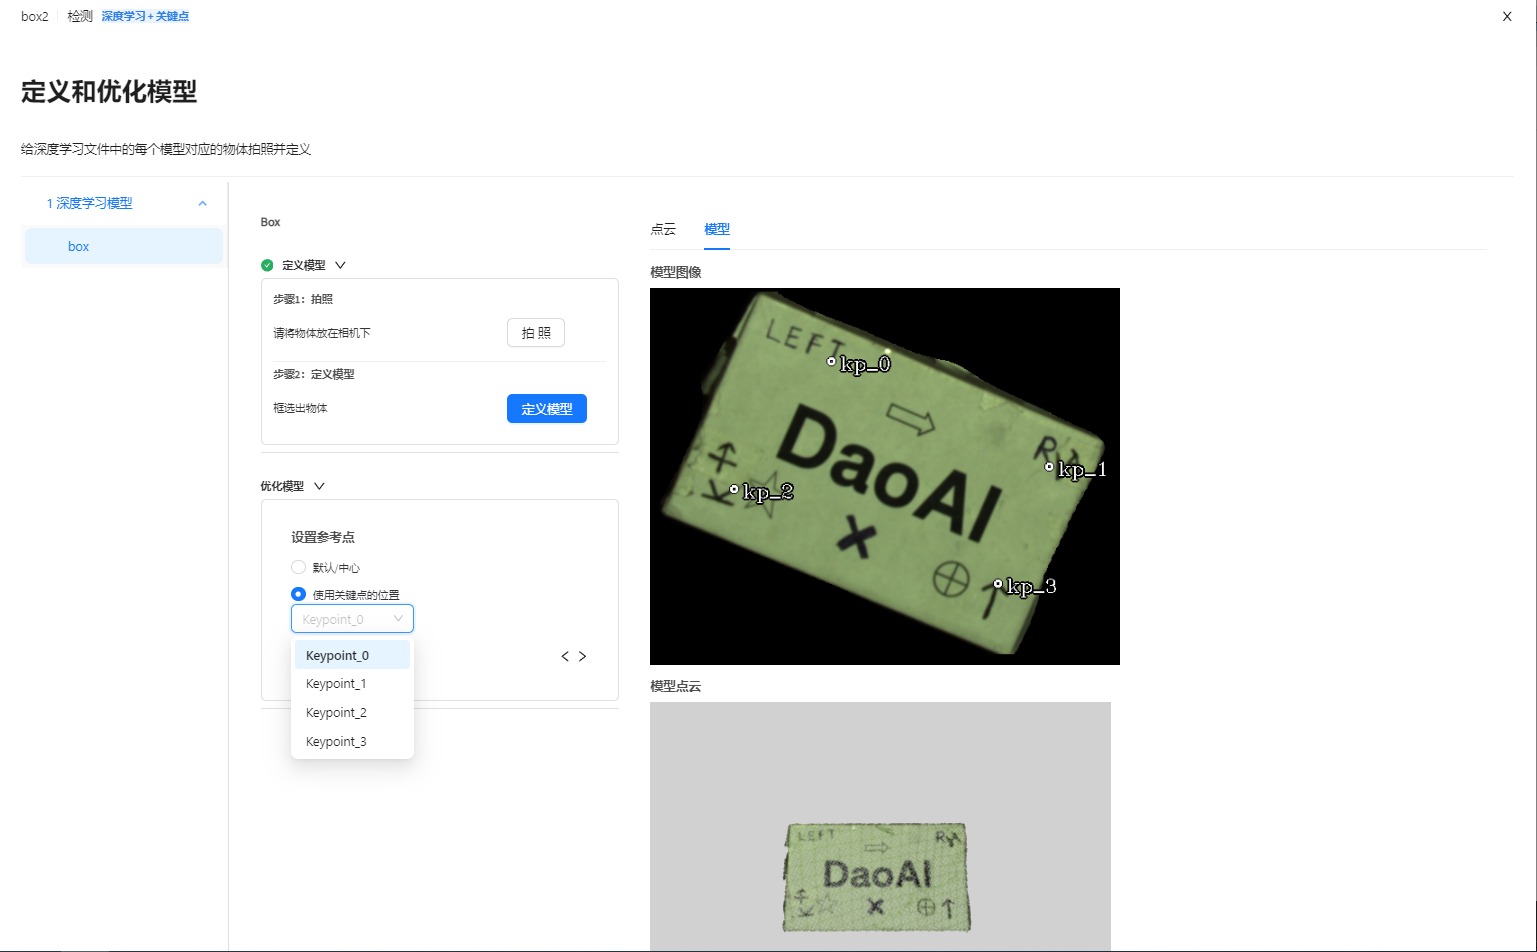 box2 检测 深度学习 + 关键点 X
定义和优化模型
给深度学习文件中的每个模型对应的物体拍照并定义
1 深度学习模型
box
Box
定义模型
步骤1：拍照
请将物体放在相机下
拍 照
步骤2：定义模型
框选出物体
定义模型
优化模型
设置参考点
默认/中心
使用关键点的位置
Keypoint_0
Keypoint_0
Keypoint_1
Keypoint_2
Keypoint_3
< >
点云 模型
模型图像
LEFT
kp_0
DaoAI
kp_1
kp_2
kp_3
模型点云
LEFT
DaoAI